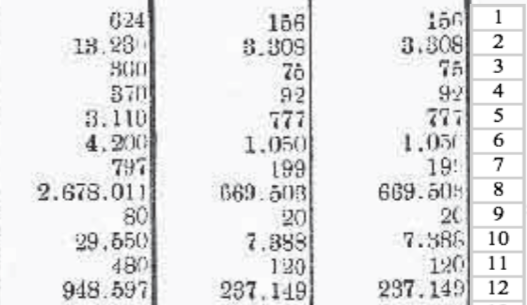 624 156 156 1
13.230 3.308 3.308 2
300 75 75 3
370 92 92 4
3.110 777 777 5
4.200 1.050 1.050 6
797 199 199 7
2.678.011 669.503 669.503 8
80 20 20 9
29.550 7.388 7.388 10
480 120 120 11
948.597 237.149 237.149 12